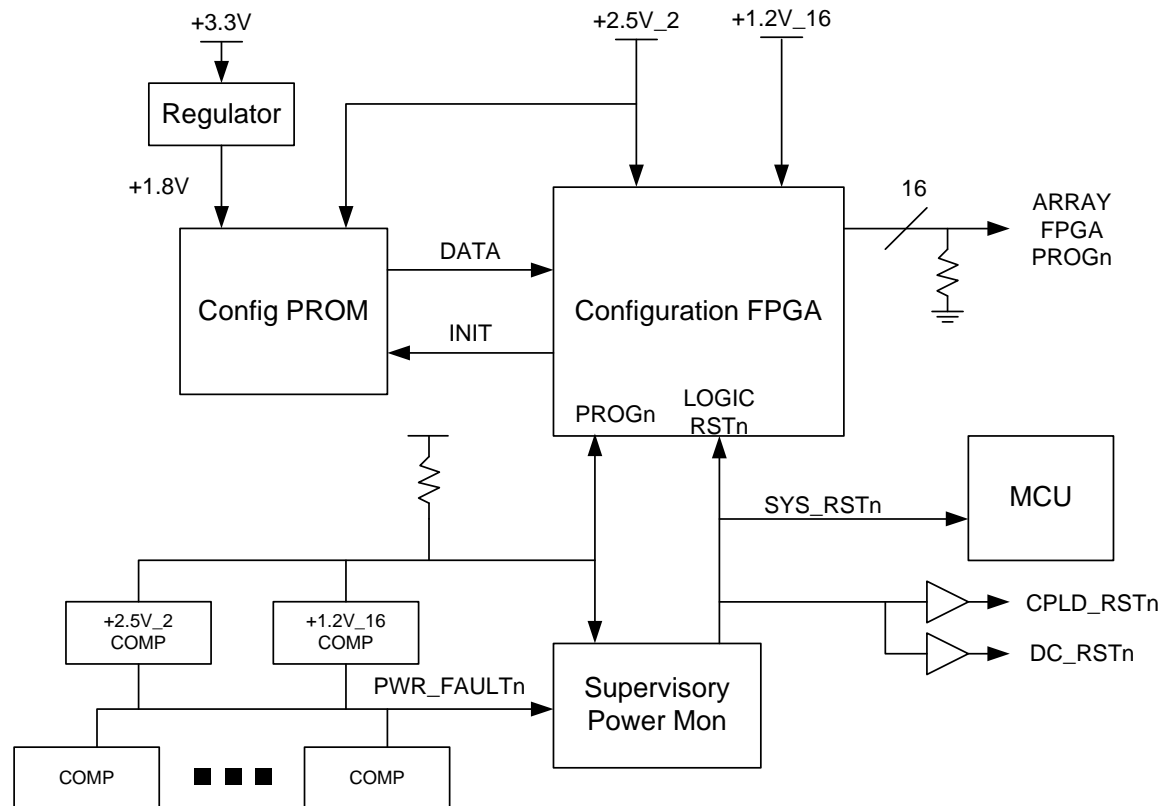 +3.3V
+2.5V_2
+1.2V_16
Regulator
+1.8V
16
ARRAY
FPGA
PROGn
DATA
Config PROM
Configuration FPGA
INIT
PROGn
LOGIC
RSTn
MCU
SYS_RSTn
+2.5V_2
COMP
+1.2V_16
COMP
CPLD_RSTn
DC_RSTn
PWR_FAULTn
Supervisory
Power Mon
COMP
COMP